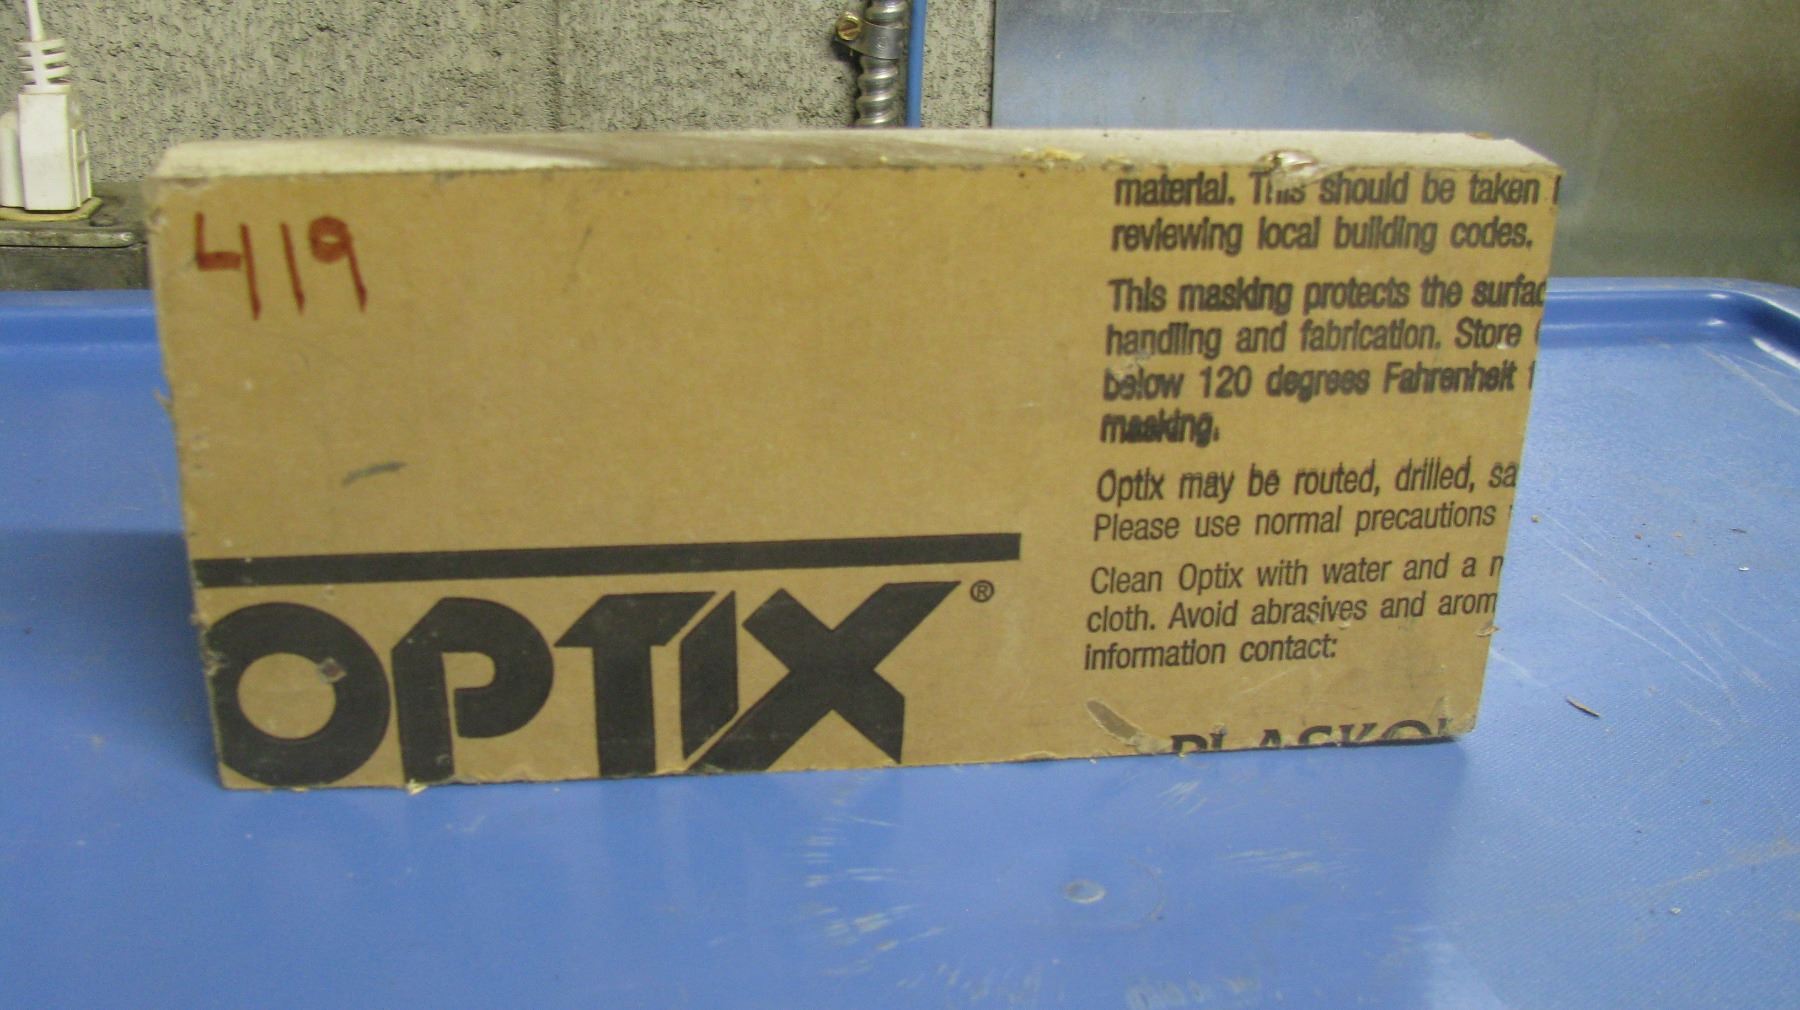 419
OPTIX®
material. This should be taken
reviewing local building codes.
This masking protects the surfac
handling and fabrication. Store
below 120 degrees Fahrenheit
masking.
Optix may be routed, drilled, sa
Please use normal precautions
Clean Optix with water and a
cloth. Avoid abrasives and arom
information contact:
PLASKOL